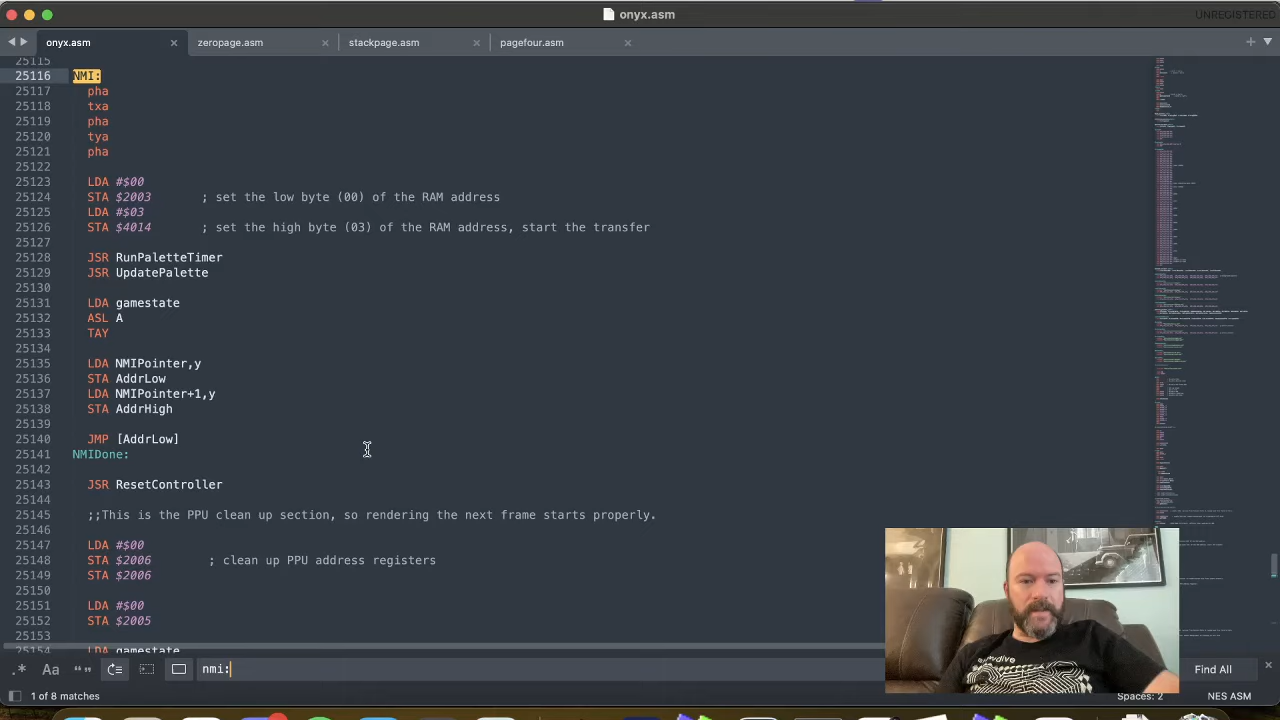 onyx.asm
UNREGISTERED
onyx.asm
zeropage.asm
stackpage.asm
pagefour.asm
25115
25116 NMI:
25117 pha
25118 txa
25119 pha
25120 tya
25121 pha
25122
25123 LDA #$00
25124 STA $2003 ; set the low byte (00) of the RAM address
25125 LDA #$03
25126 STA $4014 ; set the high byte (03) of the RAM address, start the transfer
25127
25128 JSR RunPaletteTimer
25129 JSR UpdatePalette
25130
25131 LDA gamestate
25132 ASL A
25133 TAY
25134
25135 LDA NMIPointer,y
25136 STA AddrLow
25137 LDA NMIPointer+1,y
25138 STA AddrHigh
25139
25140 JMP [AddrLow]
25141 NMIDone:
25142
25143 JSR ResetController
25144
25145 ;;This is the PPU clean up section, so rendering the next frame starts properly.
25146
25147 LDA #$00
25148 STA $2006 ; clean up PPU address registers
25149 STA $2006
25150
25151 LDA #$00
25152 STA $2005
25153
25154 LDA gamestate
.* Aa nmi: Find All
1 of 8 matches
Spaces: 2
NES ASM